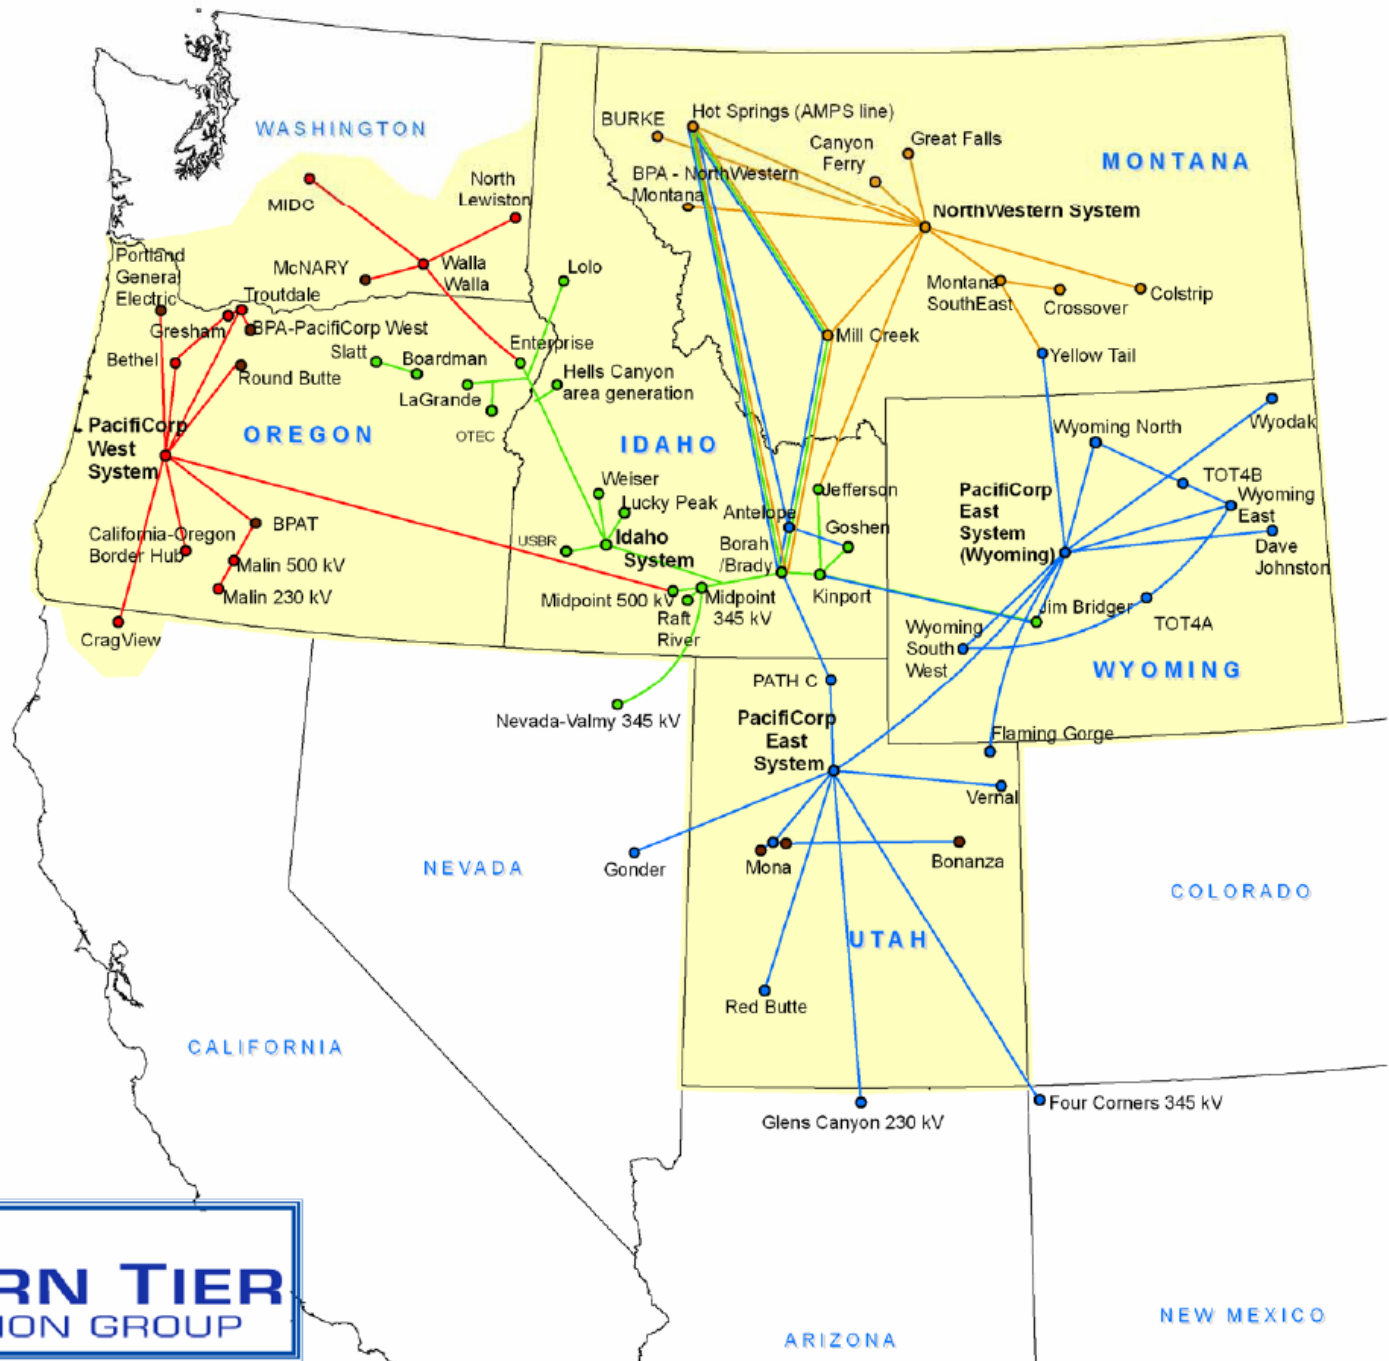 WASHINGTON
BURKE
Hot Springs (AMPS line)
Canyon
Ferry
Great Falls
MONTANA
BPA - NorthWestern
Montana
NorthWestern System
North
Lewiston
MIDC
Portland
General
Electric
McNARY
Walla
Walla
Lolo
Montana
SouthEast
Crossover
Colstrip
Troutdale
Gresham
BPA-PacifiCorp West
Mill Creek
Yellow Tail
Bethel
Slatt
Boardman
Enterprise
Round Butte
LaGrande
Hells Canyon
area generation
OTEC
Wyodak
PacifiCorp
West
System
OREGON
IDAHO
Wyoming North
TOT4B
Weiser
Lucky Peak
Jefferson
PacifiCorp
East
System
(Wyoming)
Wyoming
East
Antelope
Goshen
California-Oregon
Border Hub
BPAT
USBR
Idaho
System
Borah
/Brady
Dave
Johnston
Malin 500 kV
Malin 230 kV
Midpoint 500 kV
Midpoint
345 kV
Raft
River
Kinport
Jim Bridger
TOT4A
CragView
Wyoming
South
West
WYOMING
PATH C
Nevada-Valmy 345 kV
PacifiCorp
East
System
Flaming Gorge
Vernal
NEVADA
Gonder
Mona
Bonanza
COLORADO
UTAH
Red Butte
CALIFORNIA
Glens Canyon 230 kV
Four Corners 345 kV
RN TIER
ION GROUP
ARIZONA
NEW MEXICO